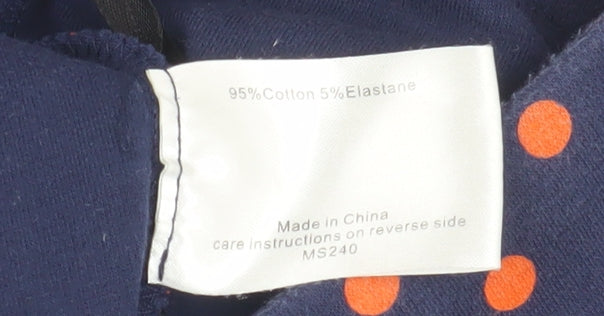 95%Cotton 5%Elastane
Made in China
care instructions on reverse side
MS240